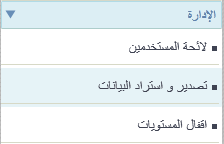 الإدارة
لائحة المستخدمين
تصدير و استراد البيانات
اقفال المستويات